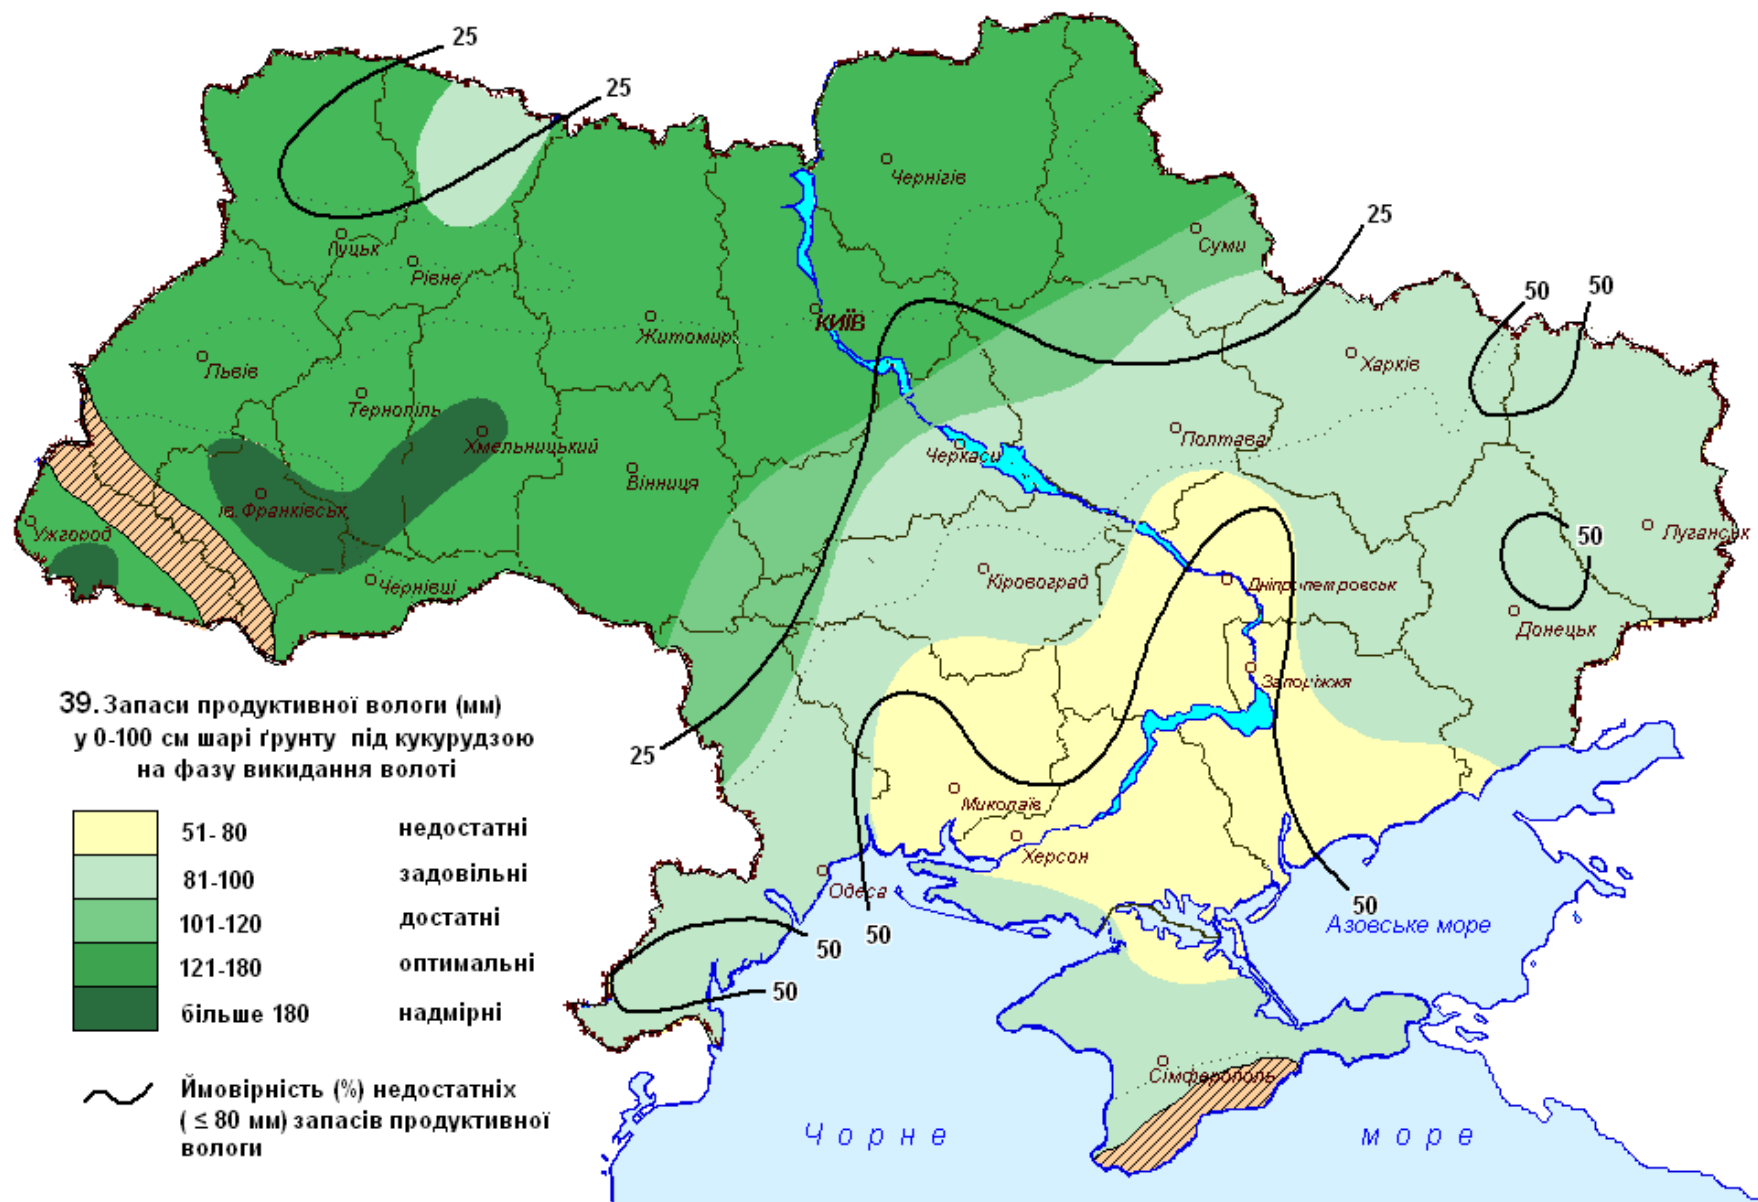 25
25
Чернігів
25
Луцьк
Суми
Рівне
50
50
КИЇВ
Житомир
Львів
Харків
Тернопіль
Хмельницький
Полтава
Черкаси
Вінниця
ів. Франківськ
Ужгород
Луганськ
50
Чернівці
Кіровоград
Дніпропетровськ
Донецьк
Запоріжжя
39. Запаси продуктивної вологи (мм)
у 0-100 см шарі ґрунту під кукурудзою
на фазу викидання волоті
25
Миколаїв
51- 80 недостатні
Херсон
81-100 задовільні
Одеса
50
101-120 достатні
Азовське море
50
50
121-180 оптимальні
50
більше 180 надмірні
Сімферополь
Ймовірність (%) недостатніх
( ≤ 80 мм) запасів продуктивної
вологи
Чорне море